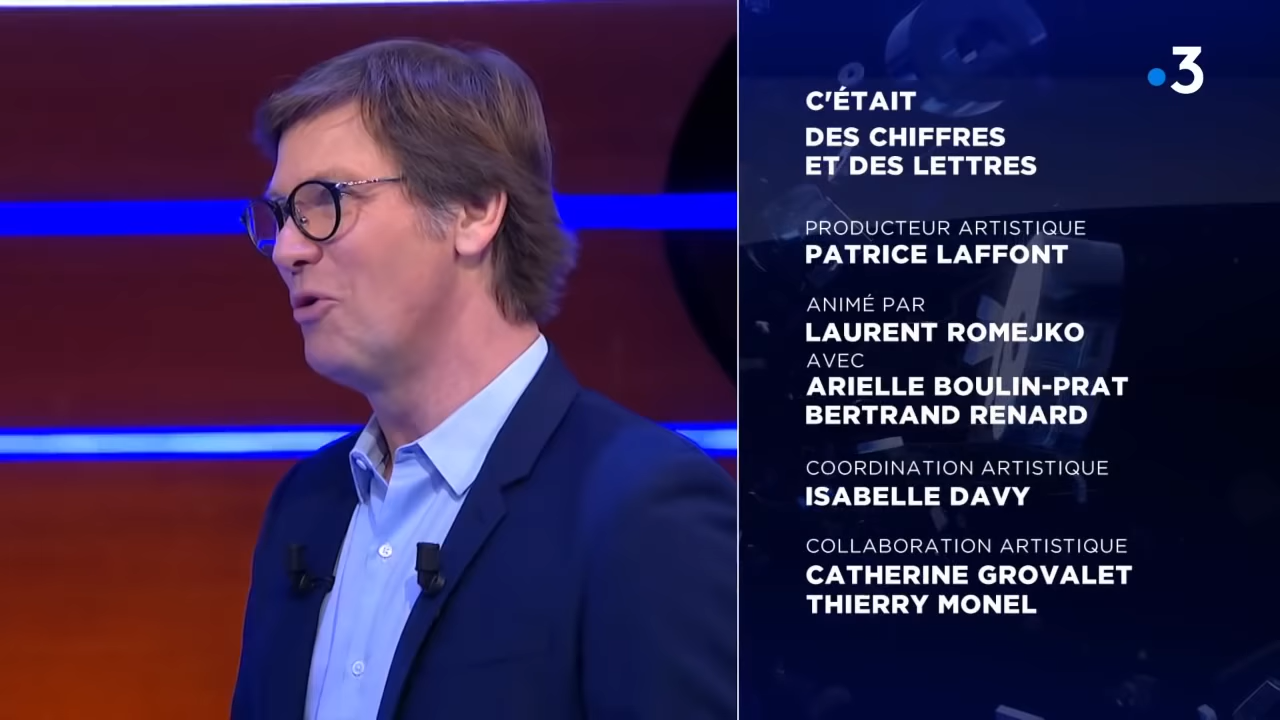 3
C'ÉTAIT
DES CHIFFRES
ET DES LETTRES
PRODUCTEUR ARTISTIQUE
PATRICE LAFFONT
ANIMÉ PAR
LAURENT ROMEJKO
AVEC
ARIELLE BOULIN-PRAT
BERTRAND RENARD
COORDINATION ARTISTIQUE
ISABELLE DAVY
COLLABORATION ARTISTIQUE
CATHERINE GROVALET
THIERRY MONEL